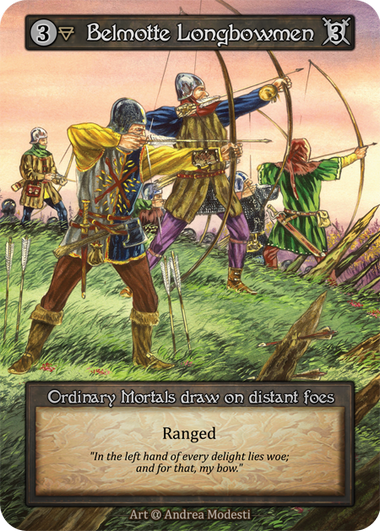 3 Belmotte Longbowmen 3
Ordinary Mortals draw on distant foes
Ranged
"In the left hand of every delight lies woe;
and for that, my bow."
Art @ Andrea Modesti